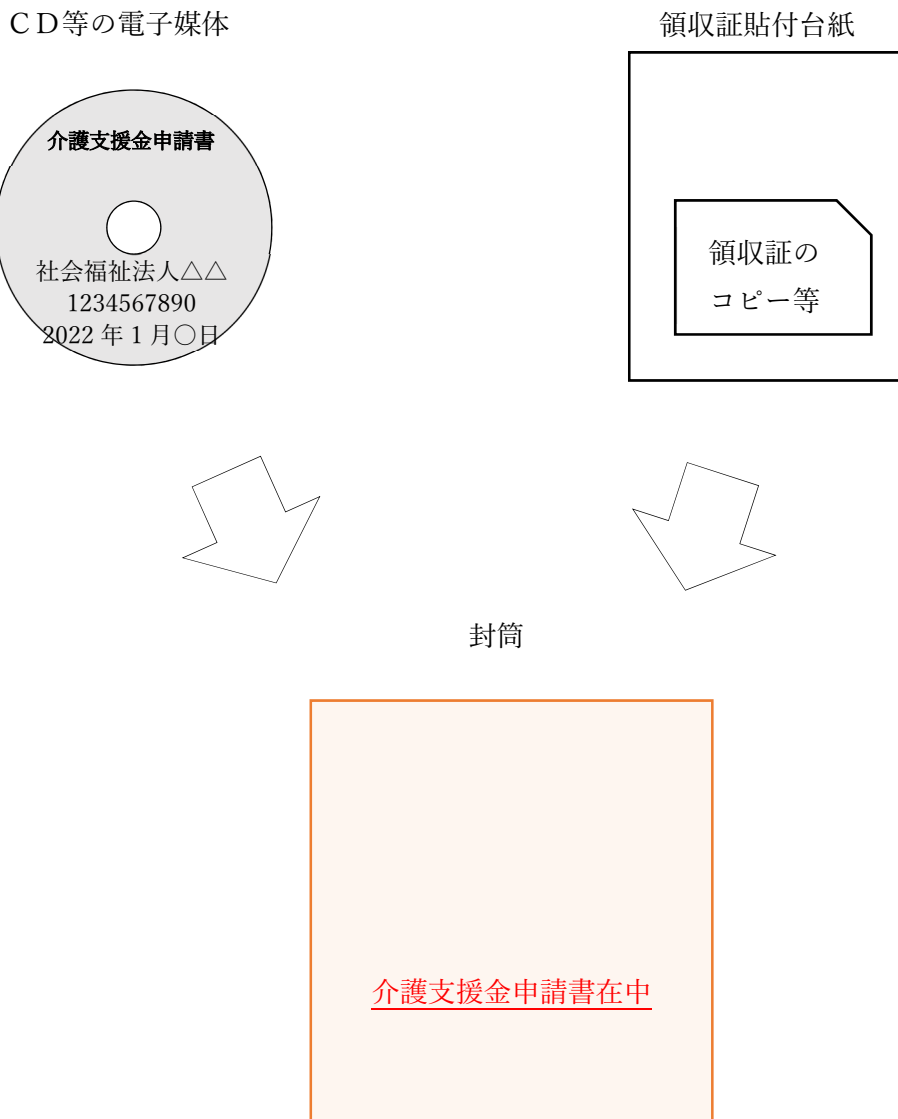 ＣＤ等の電子媒体
領収証貼付台紙
介護支援金申請書
社会福祉法人△△
1234567890
2022 年 1 月〇日
領収証の
コピー等
封筒
介護支援金申請書在中